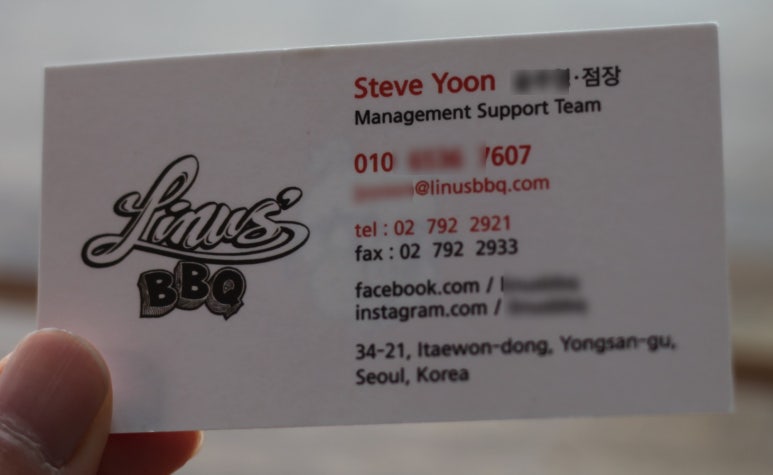 Linus'
BBQ
Steve Yoon ·점장
Management Support Team
010 7607
@linusbbq.com
tel : 02 792 2921
fax : 02 792 2933
facebook.com /
instagram.com /
34-21, Itaewon-dong, Yongsan-gu,
Seoul, Korea